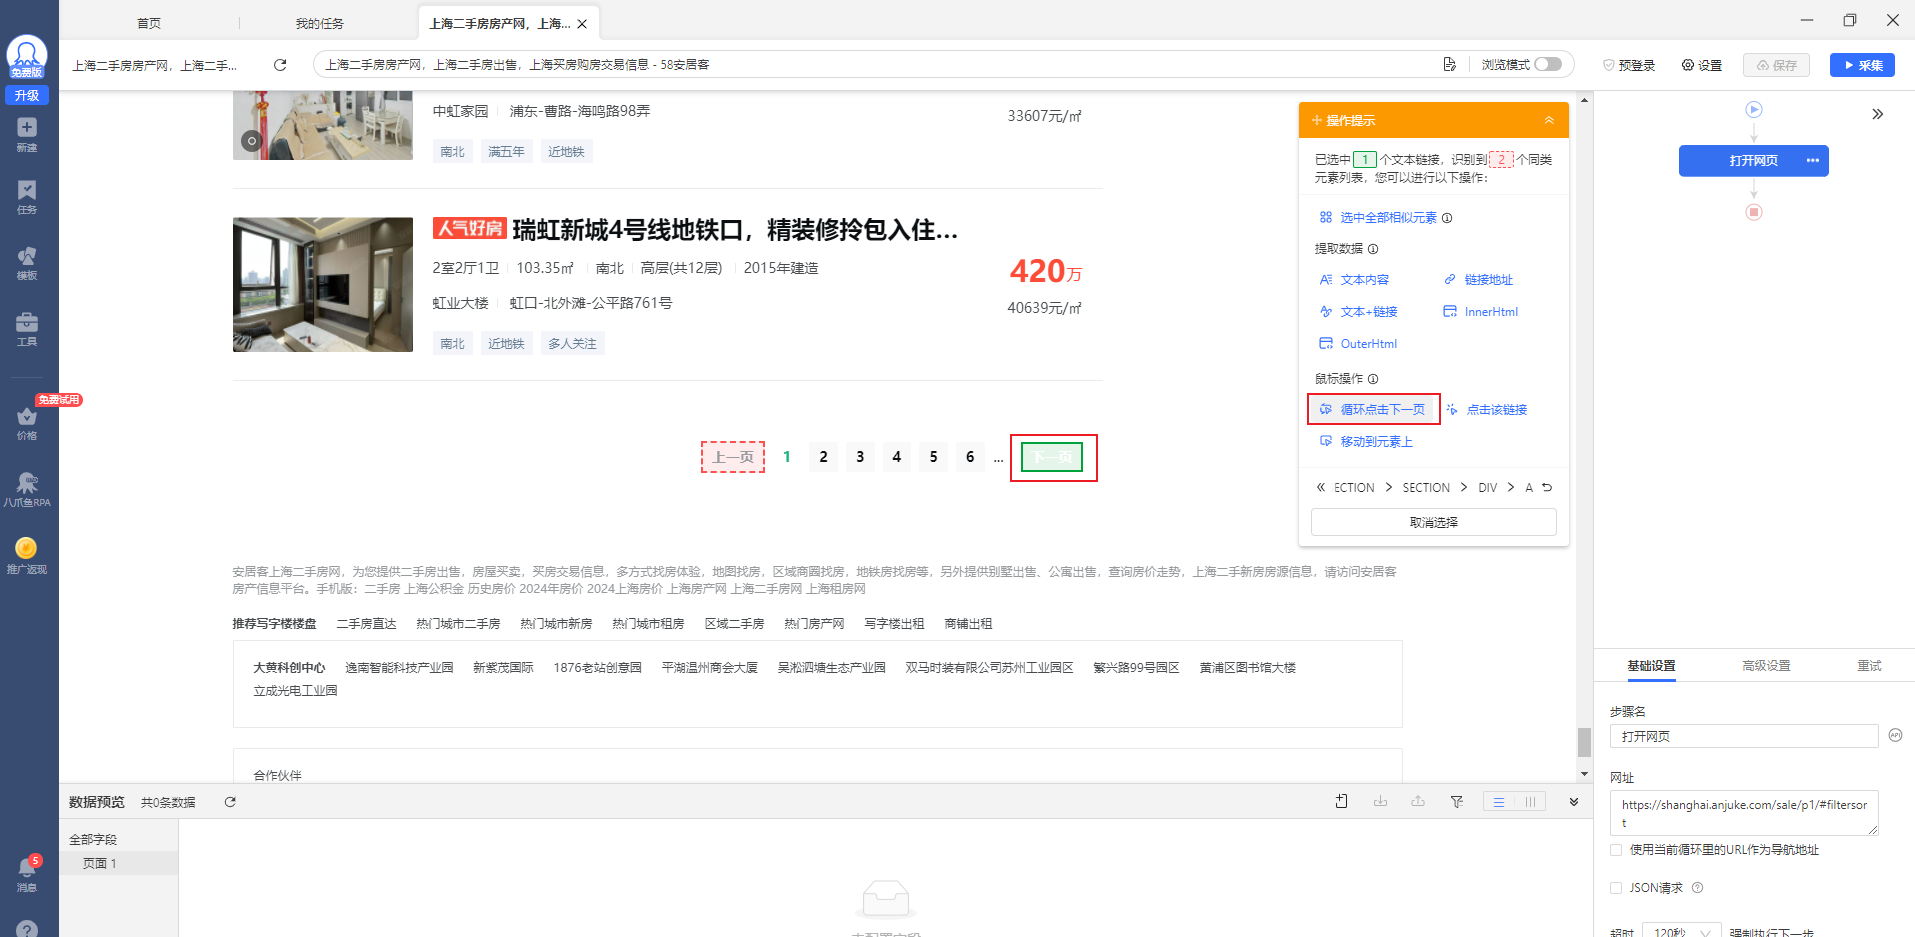 首页
我的任务
上海二手房房产网，上海...
免费版
升级
新建
任务
模板
工具
免费试用
价格
八爪鱼RPA
推广返现
5
消息
上海二手房房产网，上海二手...
上海二手房房产网，上海二手房出售，上海买房购房交易信息 - 58安居客
浏览模式
预登录
设置
保存
采集
中虹家园 浦东-曹路-海鸣路98弄
33607元/㎡
南北 满五年 近地铁
人气好房 瑞虹新城4号线地铁口，精装修拎包入住...
2室2厅1卫 103.35㎡ 南北 高层(共12层) 2015年建造
420万
虹业大楼 虹口-北外滩-公平路761号
40639元/㎡
南北 近地铁 多人关注
上一页 1 2 3 4 5 6 ... 下一页
操作提示
已选中 1 个文本链接，识别到 2 个同类
元素列表，您可以进行以下操作：
选中全部相似元素
提取数据
文本内容 链接地址
文本+链接 InnerHtml
OuterHtml
鼠标操作
循环点击下一页 点击该链接
移动到元素上
« ECTION > SECTION > DIV > A
取消选择
安居客上海二手房网，为您提供二手房出售，房屋买卖，买房交易信息，多方式找房体验，地图找房，区域商圈找房，地铁房找房等，另外提供别墅出售、公寓出售，查询房价走势，上海二手新房房源信息，请访问安居客
房产信息平台。手机版：二手房 上海公积金 历史房价 2024年房价 2024上海房价 上海房产网 上海二手房网 上海租房网
推荐写字楼楼盘 二手房直达 热门城市二手房 热门城市新房 热门城市租房 区域二手房 热门房产网 写字楼出租 商铺出租
大黄科创中心 逸南智能科技产业园 新紫茂国际 1876老站创意园 平湖温州商会大厦 吴淞泗塘生态产业园 双马时装有限公司苏州工业园区 繁兴路99号园区 黄浦区图书馆大楼
立成光电工业园
合作伙伴
数据预览 共0条数据
全部字段
页面 1
打开网页 •••
基础设置 高级设置 重试
步骤名
打开网页
API
网址
https://shanghai.anjuke.com/sale/p1/#filtersor
t
使用当前循环里的URL作为导航地址
JSON请求
超时 120秒 强制执行下一步